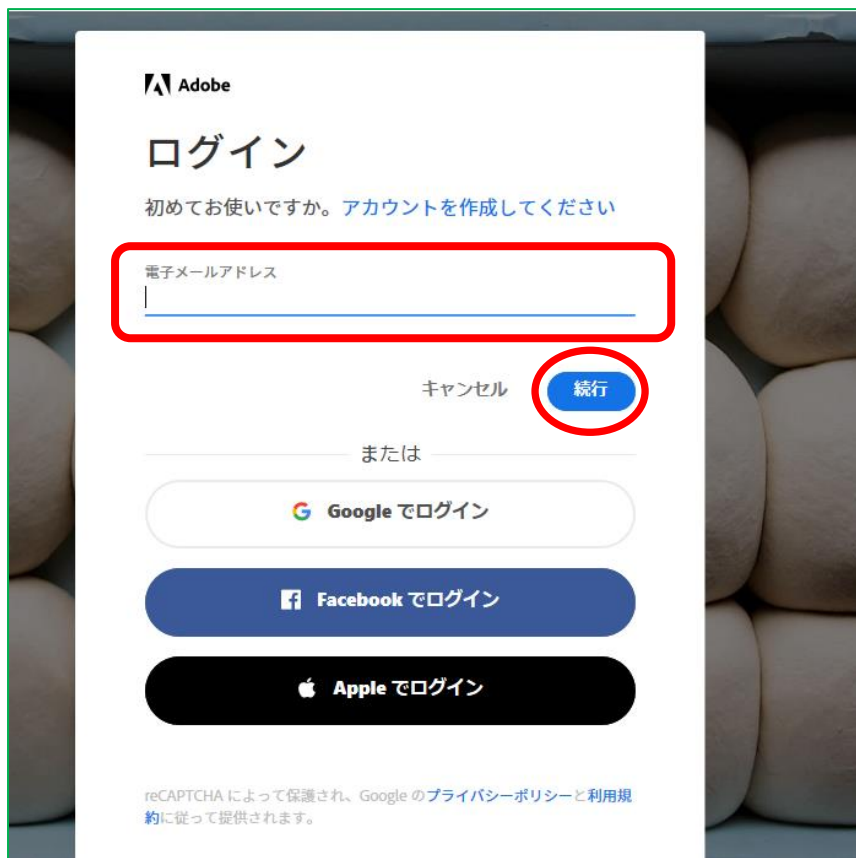 Adobe
ログイン
初めてお使いですか。アカウントを作成してください
電子メールアドレス
キャンセル
続行
または
Google でログイン
Facebook でログイン
Apple でログイン
reCAPTCHA によって保護され、Google のプライバシーポリシーと利用規
約に従って提供されます。